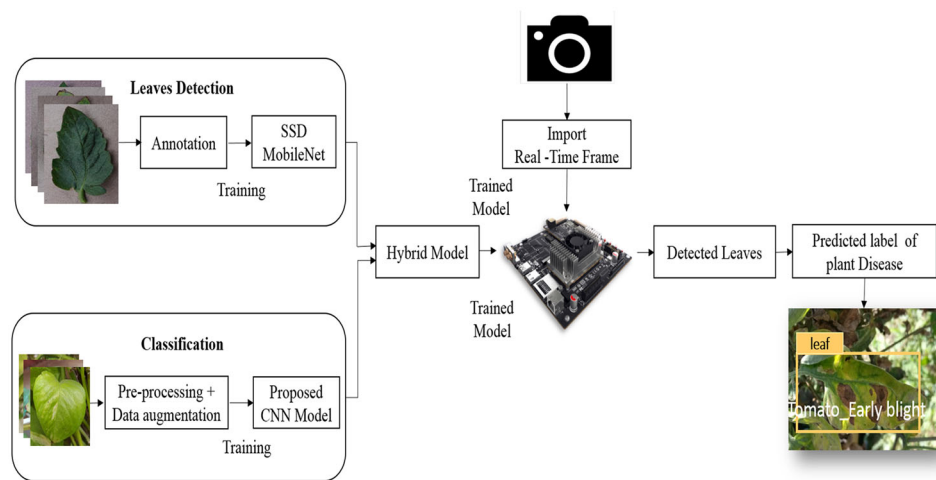 Leaves Detection
Annotation
SSD
MobileNet
Training
Classification
Pre-processing +
Data augmentation
Proposed
CNN Model
Training
Hybrid Model
Import
Real -Time Frame
Trained
Model
Trained
Model
Detected Leaves
Predicted label of
plant Disease
leaf
Tomato_Early blight